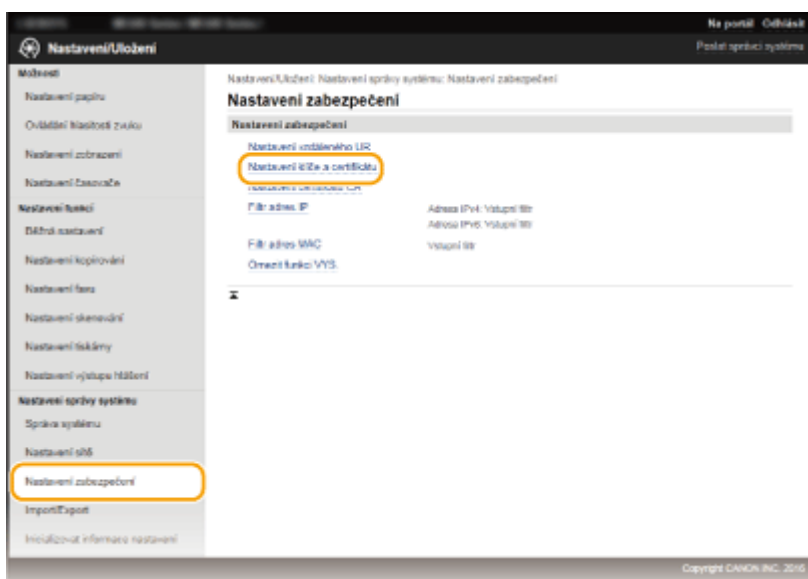 Na portál Odhlásit
Nastavení/Uložení
Poslat správci systému
Možnosti
Nastavení papíru
Ovládání hlasitosti zvuku
Nastavení zobrazení
Nastavení časovače
Nastavení funkcí
Běžná nastavení
Nastavení kopírování
Nastavení faxu
Nastavení skenování
Nastavení tiskárny
Nastavení výstupu hlášení
Nastavení správy systému
Správa systému
Nastavení sítě
Nastavení zabezpečení
Import/Export
Inicializovat informace nastavení
Nastavení/Uložení: Nastavení správy systému: Nastavení zabezpečení
Nastavení zabezpečení
Nastavení zabezpečení
Nastavení vzdáleného UR
Nastavení klíče a certifikátu
Nastavení certifikátu CA
Filtr adres IP
Adresa IPv4: Vstupní filtr
Adresa IPv6: Vstupní filtr
Filtr adres MAC
Vstupní filtr
Omezit funkci VYS.
Copyright CANON INC. 2016